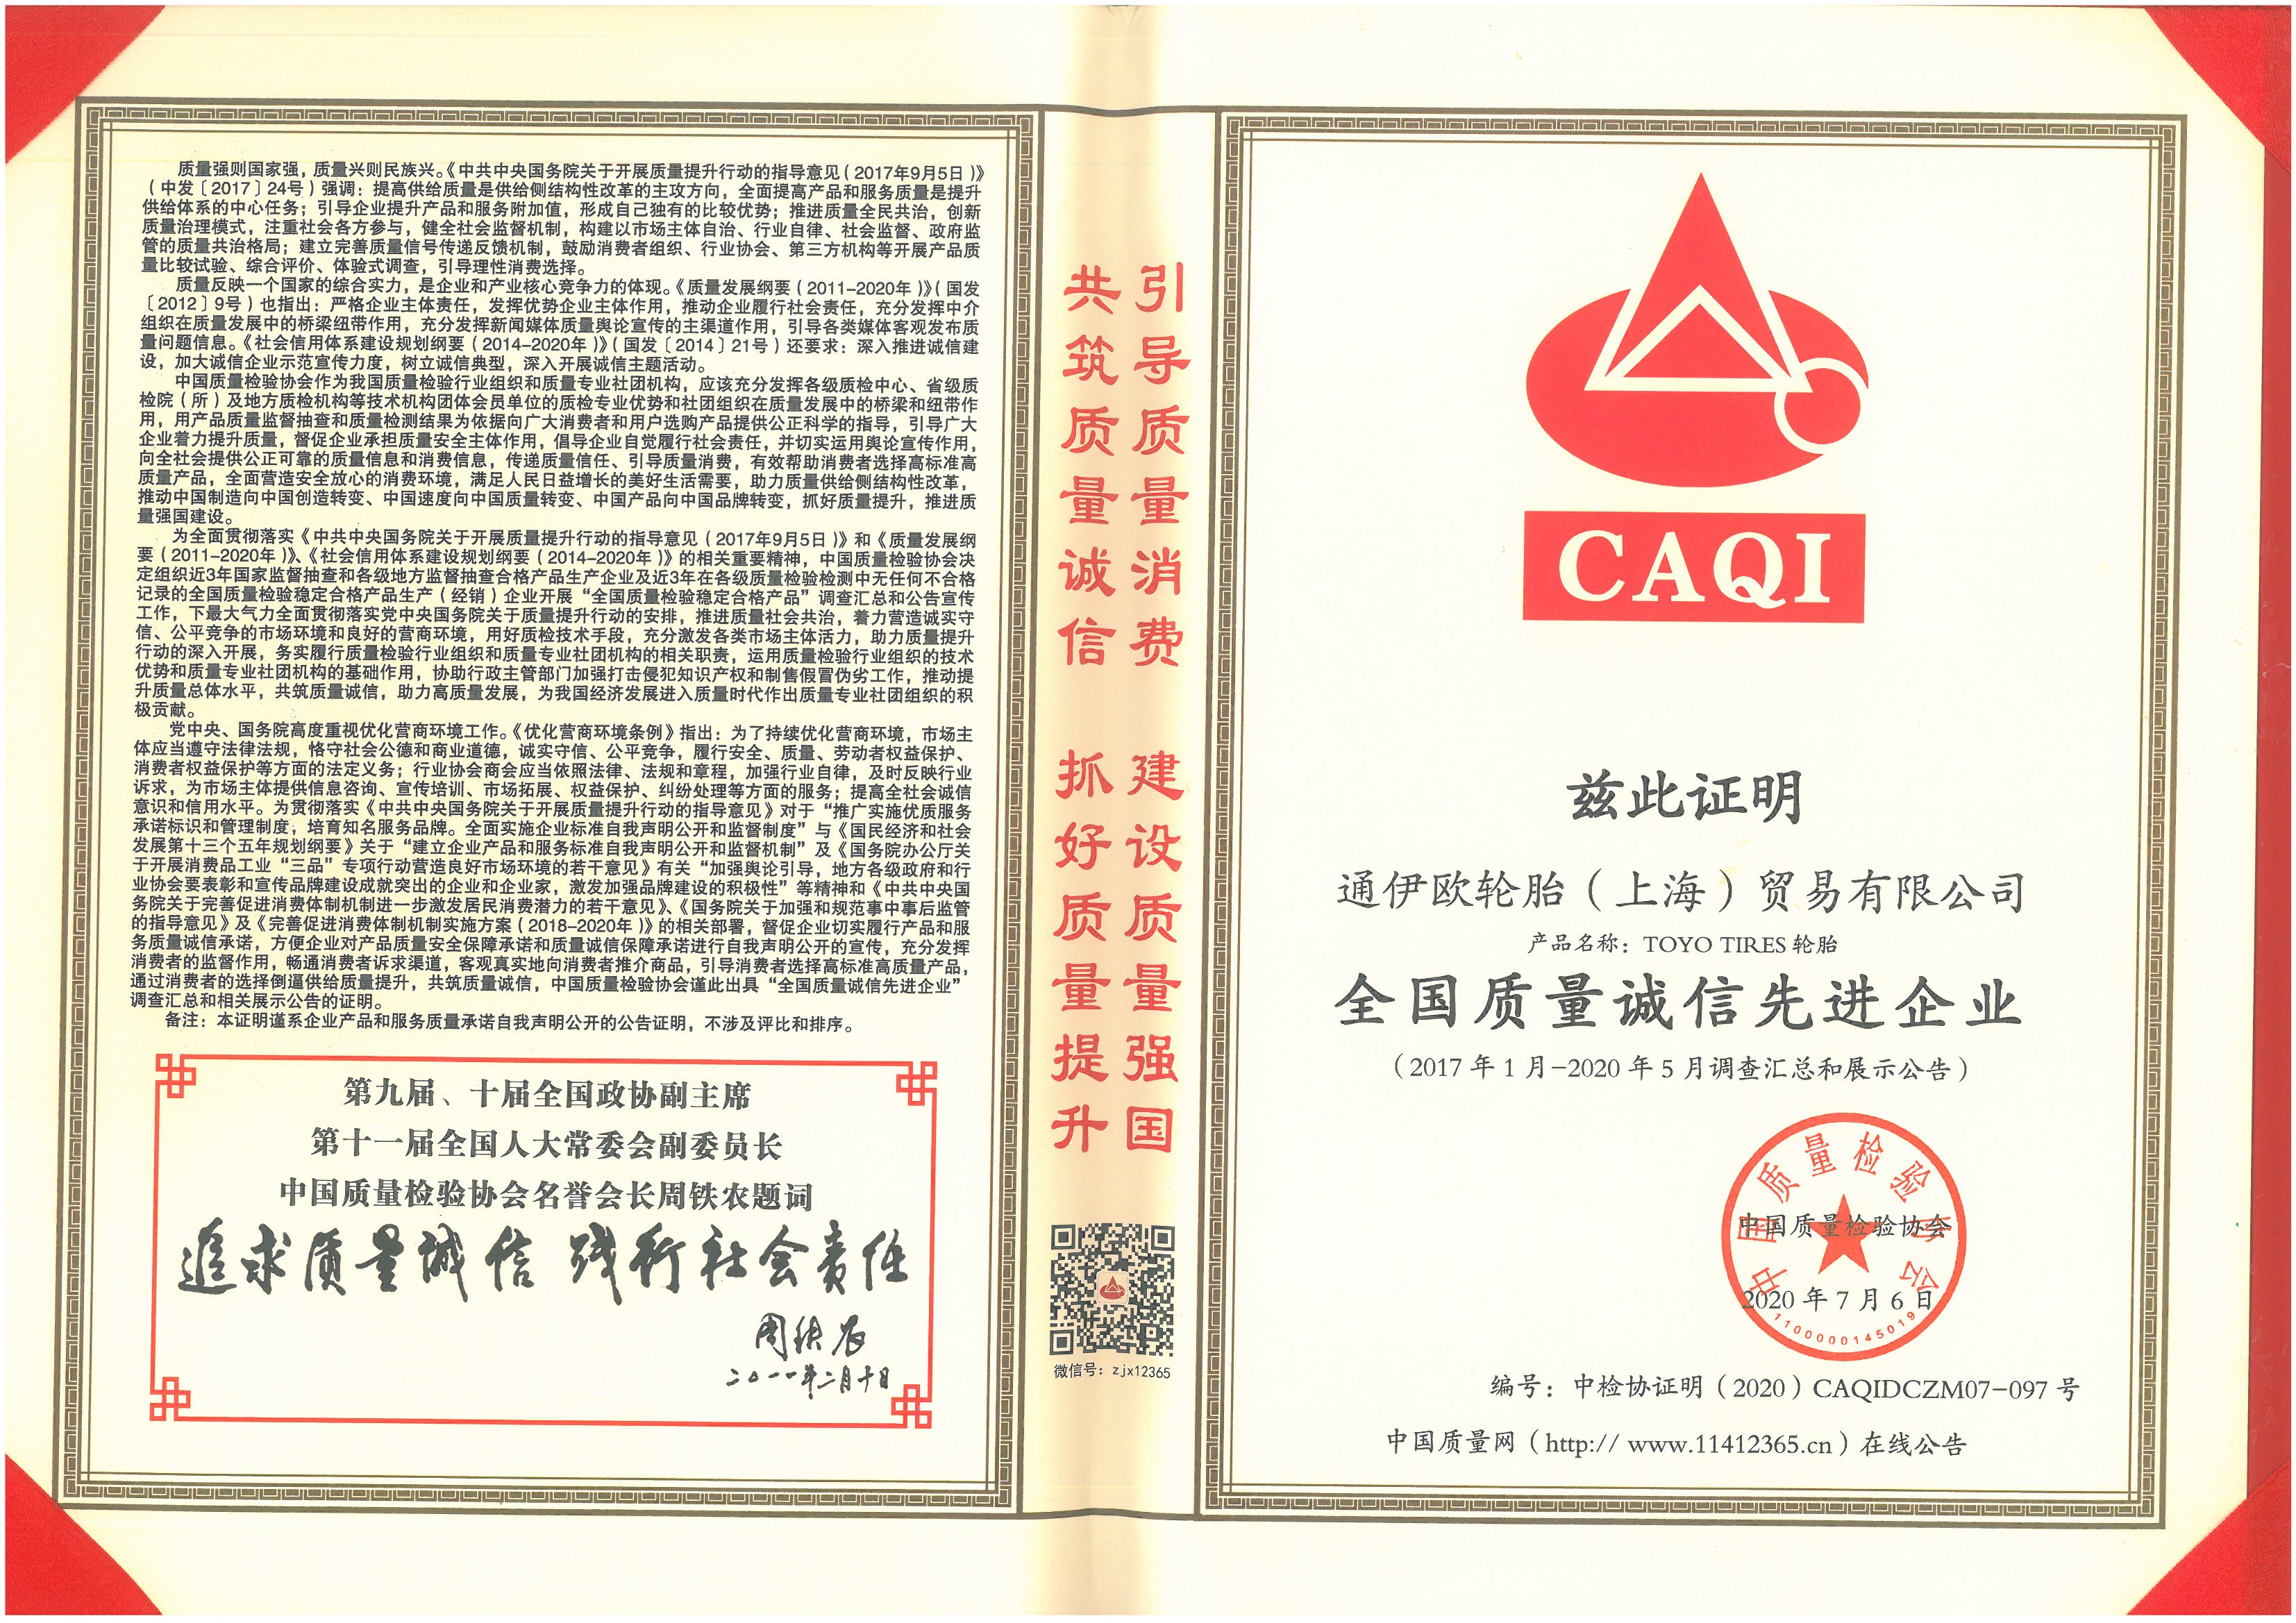 质量强则国家强，质量兴则民族兴。《中共中央国务院关于开展质量提升行动的指导意见（2017年9月5日）》
（中发〔2017〕24号）强调：提高供给质量是供给侧结构性改革的主攻方向，全面提高产品和服务质量是提升
供给体系的中心任务；引导企业提升产品和服务附加值，形成自己独有的比较优势；推进质量全民共治，创新
质量治理模式，注重社会各方参与，健全社会监督机制，构建以市场主体自治、行业自律、社会监督、政府监
管的质量共治格局；建立完善质量信号传递反馈机制，鼓励消费者组织、行业协会、第三方机构等开展产品质
量比较试验、综合评价、体验式调查，引导理性消费选择。
质量反映一个国家的综合实力，是企业和产业核心竞争力的体现。《质量发展纲要（2011-2020年）》（国发
〔2012〕9号）也指出：严格企业主体责任，发挥优势企业主体作用，推动企业履行社会责任，充分发挥中介
组织在质量发展中的桥梁纽带作用，充分发挥新闻媒体质量舆论宣传的主渠道作用，引导各类媒体客观发布质
量问题信息。《社会信用体系建设规划纲要（2014-2020年）》（国发〔2014〕21号）还要求：深入推进诚信建
设，加大诚信企业示范宣传力度，树立诚信典型，深入开展诚信主题活动。
中国质量检验协会作为我国质量检验行业组织和质量专业社团机构，应该充分发挥各级质检中心、省级质
检院（所）及地方质检机构等技术机构团体会员单位的质检专业优势和社团组织在质量发展中的桥梁和纽带作
用，用产品质量监督抽查和质量检测结果为依据向广大消费者和用户选购产品提供公正科学的指导，引导广大
企业着力提升质量，督促企业承担质量安全主体作用，倡导企业自觉履行社会责任，并切实运用舆论宣传作用，
向全社会提供公正可靠的质量信息和消费信息，传递质量信任、引导质量消费，有效帮助消费者选择高标准高
质量产品，全面营造安全放心的消费环境，满足人民日益增长的美好生活需要，助力质量供给侧结构性改革，
推动中国制造向中国创造转变、中国速度向中国质量转变、中国产品向中国品牌转变，抓好质量提升，推进质
量强国建设。
为全面贯彻落实《中共中央国务院关于开展质量提升行动的指导意见（2017年9月5日）》和《质量发展纲
要（2011-2020年）》、《社会信用体系建设规划纲要（2014-2020年）》的相关重要精神，中国质量检验协会决
定组织近3年国家监督抽查和各级地方监督抽查合格产品生产企业及近3年在各级质量检验检测中无任何不合格
记录的全国质量检验稳定合格产品生产（经销）企业开展“全国质量检验稳定合格产品”调查汇总和公告宣传
工作，下最大气力全面贯彻落实党中央国务院关于质量提升行动的安排，推进质量社会共治，着力营造诚实守
信、公平竞争的市场环境和良好的营商环境，用好质检技术手段，充分激发各类市场主体活力，助力质量提升
行动的深入开展，务实履行质量检验行业组织和质量专业社团机构的相关职责，运用质量检验行业组织的技术
优势和质量专业社团机构的基础作用，协助行政主管部门加强打击侵犯知识产权和制售假冒伪劣工作，推动提
升质量总体水平，共筑质量诚信，助力高质量发展，为我国经济发展进入质量时代作出质量专业社团组织的积
极贡献。
党中央、国务院高度重视优化营商环境工作。《优化营商环境条例》指出：为了持续优化营商环境，市场主
体应当遵守法律法规，恪守社会公德和商业道德，诚实守信、公平竞争，履行安全、质量、劳动者权益保护、
消费者权益保护等方面的法定义务；行业协会商会应当依照法律、法规和章程，加强行业自律，及时反映行业
诉求，为市场主体提供信息咨询、宣传培训、市场拓展、权益保护、纠纷处理等方面的服务；提高全社会诚信
意识和信用水平。为贯彻落实《中共中央国务院关于开展质量提升行动的指导意见》对于“推广实施优质服务
承诺标识和管理制度，培育知名服务品牌。全面实施企业标准自我声明公开和监督制度”与《国民经济和社会
发展第十三个五年规划纲要》关于“建立企业产品和服务标准自我声明公开和监督机制”及《国务院办公厅关
于开展消费品工业“三品”专项行动营造良好市场环境的若干意见》有关“加强舆论引导，地方各级政府和行
业协会要表彰和宣传品牌建设成就突出的企业和企业家，激发加强品牌建设的积极性”等精神和《中共中央国
务院关于完善促进消费体制机制进一步激发居民消费潜力的若干意见》、《国务院关于加强和规范事中事后监管
的指导意见》及《完善促进消费体制机制实施方案（2018-2020年）》的相关部署，督促企业切实履行产品和服
务质量诚信承诺，方便企业对产品质量安全保障承诺和质量诚信保障承诺进行自我声明公开的宣传，充分发挥
消费者的监督作用，畅通消费者诉求渠道，客观真实地向消费者推介商品，引导消费者选择高标准高质量产品，
通过消费者的选择倒逼供给质量提升，共筑质量诚信，中国质量检验协会谨此出具“全国质量诚信先进企业”
调查汇总和相关展示公告的证明。
备注：本证明谨系企业产品和服务质量承诺自我声明公开的公告证明，不涉及评比和排序。
第九届、十届全国政协副主席
第十一届全国人大常委会副委员长
中国质量检验协会名誉会长周铁农题词
追求质量诚信 践行社会责任
周铁农
二〇一一年二月十日
引导质量消费 建设质量强国
共筑质量诚信 抓好质量提升
微信号：zjx12365
CAQI
兹此证明
通伊欧轮胎（上海）贸易有限公司
产品名称：TOYO TIRES 轮胎
全国质量诚信先进企业
（2017 年 1 月-2020 年 5 月调查汇总和展示公告）
中国质量检验协会
中国质量检验协会
2020 年 7 月 6 日
1100000145019
编号：中检协证明（2020）CAQIDCZM07-097 号
中国质量网（http:// www.11412365.cn）在线公告